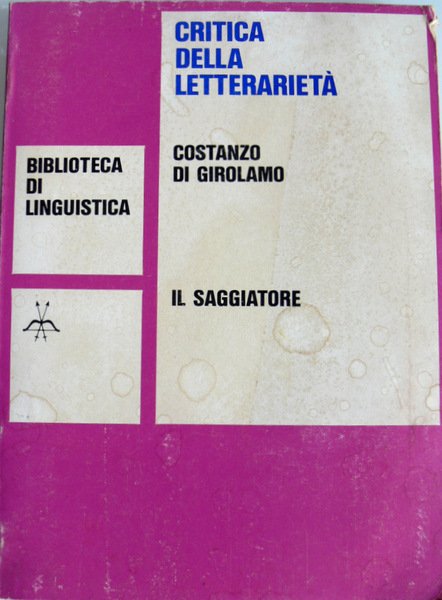 CRITICA
DELLA
LETTERARIETÀ
COSTANZO
DI GIROLAMO
BIBLIOTECA
DI
LINGUISTICA
IL SAGGIATORE